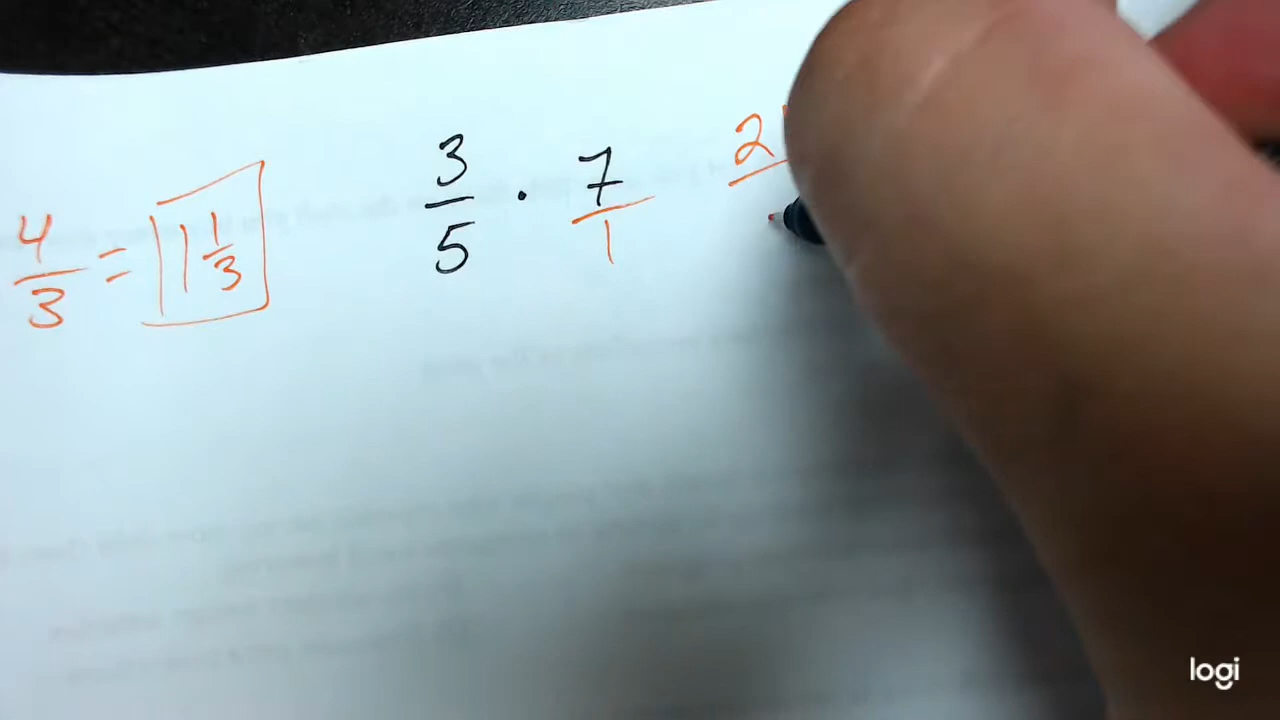 4/3 = 1 1/3
3/5 · 7/1 2
logi